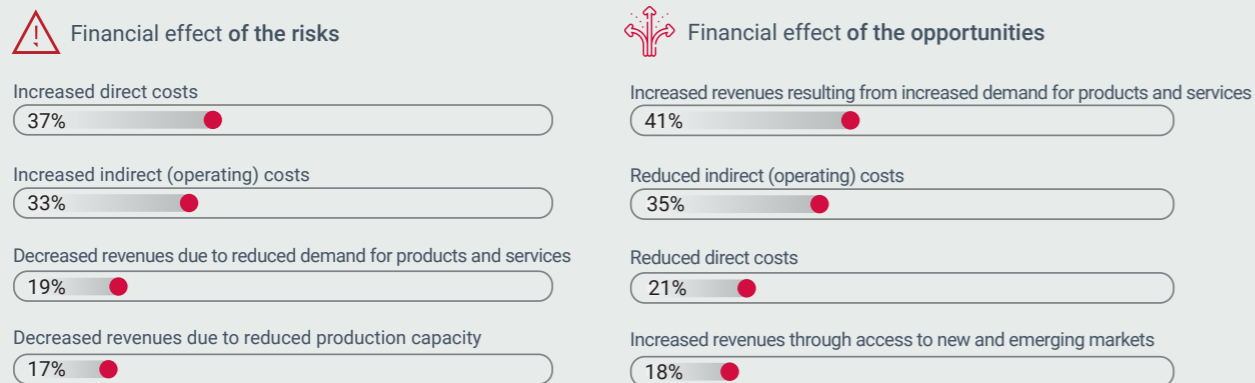 Financial effect of the risks
Increased direct costs
37%
Increased indirect (operating) costs
33%
Decreased revenues due to reduced demand for products and services
19%
Decreased revenues due to reduced production capacity
17%
Financial effect of the opportunities
Increased revenues resulting from increased demand for products and services
41%
Reduced indirect (operating) costs
35%
Reduced direct costs
21%
Increased revenues through access to new and emerging markets
18%